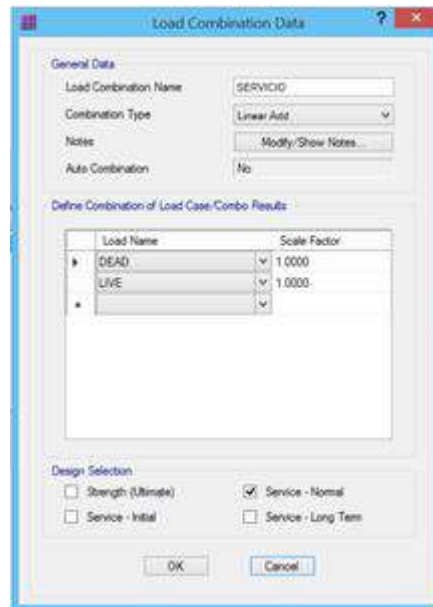 Load Combination Data
?
×
General Data
Load Combination Name SERVICIO
Combination Type Linear Add
Notes Modify/Show Notes...
Auto Combination No
Define Combination of Load Case/Combo Results
Load Name Scale Factor
DEAD 1.0000
LIVE 1.0000
Design Selection
Strength (Ultimate) Service - Normal
Service - Initial Service - Long Term
OK Cancel